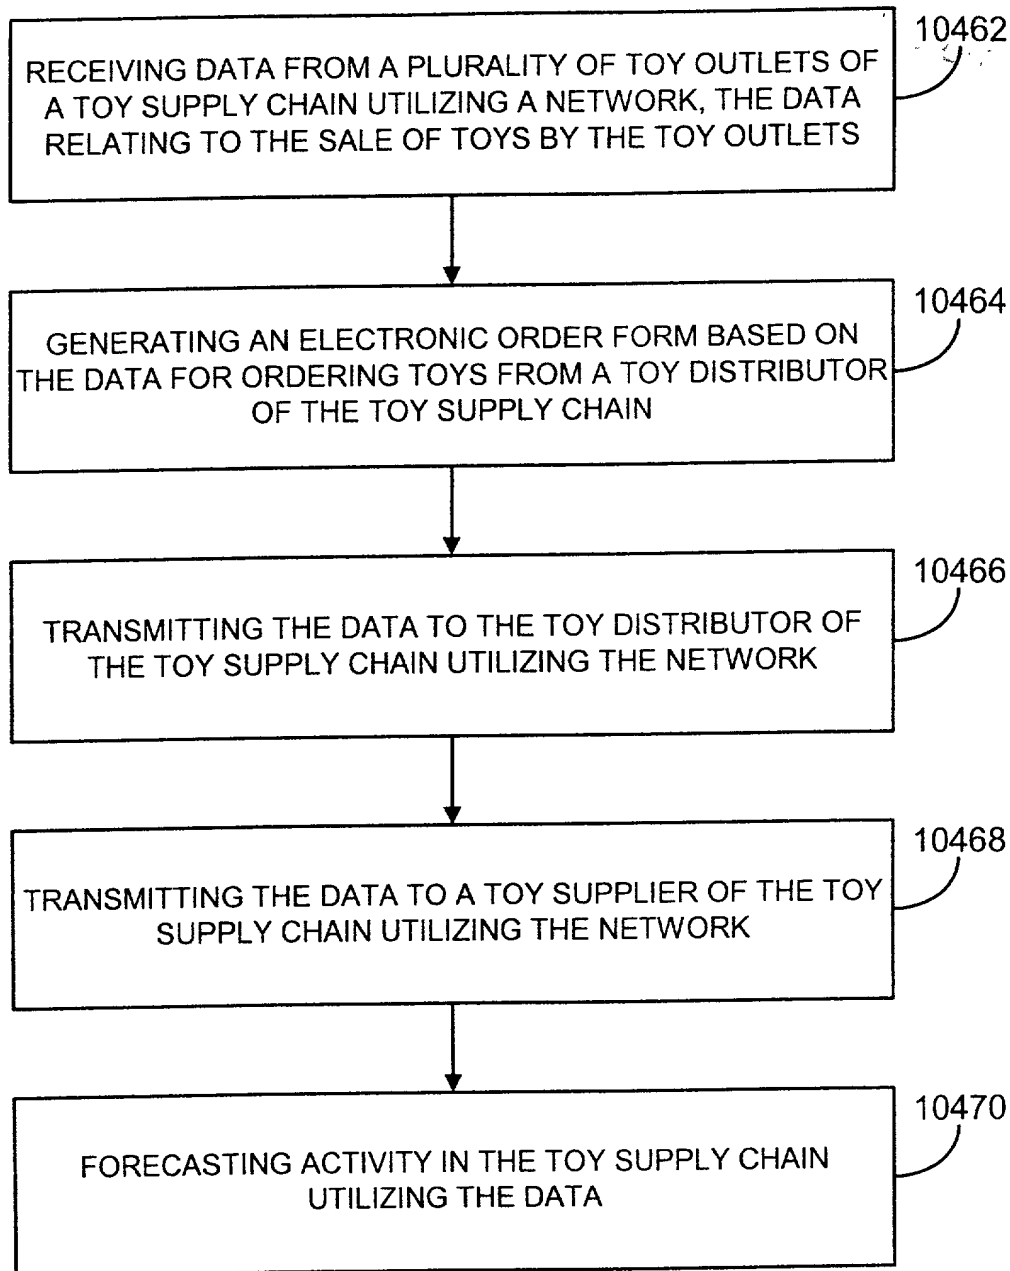 10462
RECEIVING DATA FROM A PLURALITY OF TOY OUTLETS OF
A TOY SUPPLY CHAIN UTILIZING A NETWORK, THE DATA
RELATING TO THE SALE OF TOYS BY THE TOY OUTLETS
10464
GENERATING AN ELECTRONIC ORDER FORM BASED ON
THE DATA FOR ORDERING TOYS FROM A TOY DISTRIBUTOR
OF THE TOY SUPPLY CHAIN
10466
TRANSMITTING THE DATA TO THE TOY DISTRIBUTOR OF
THE TOY SUPPLY CHAIN UTILIZING THE NETWORK
10468
TRANSMITTING THE DATA TO A TOY SUPPLIER OF THE TOY
SUPPLY CHAIN UTILIZING THE NETWORK
10470
FORECASTING ACTIVITY IN THE TOY SUPPLY CHAIN
UTILIZING THE DATA